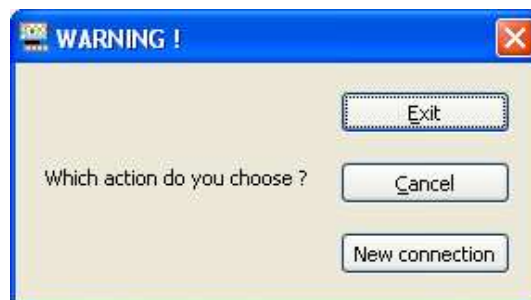 WARNING !
Exit
Which action do you choose ?
Cancel
New connection